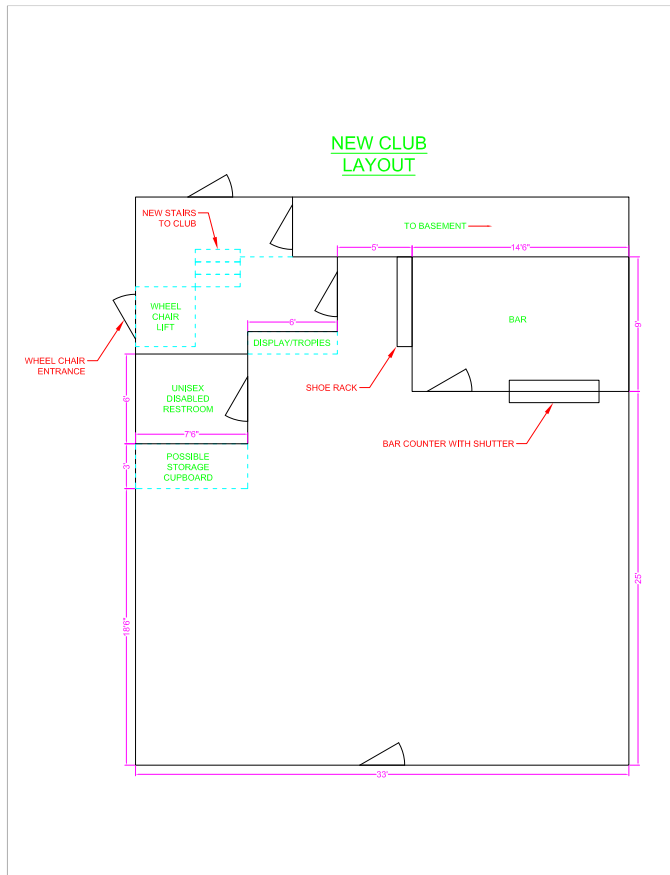 NEW CLUB
LAYOUT
NEW STAIRS
TO CLUB
TO BASEMENT
5'
14'6"
WHEEL
CHAIR
LIFT
BAR
9'
6'
DISPLAY/TROPIES
WHEEL CHAIR
ENTRANCE
SHOE RACK
6'
UNISEX
DISABLED
RESTROOM
7'6"
BAR COUNTER WITH SHUTTER
3'
POSSIBLE
STORAGE
CUPBOARD
18'6"
25'
33'